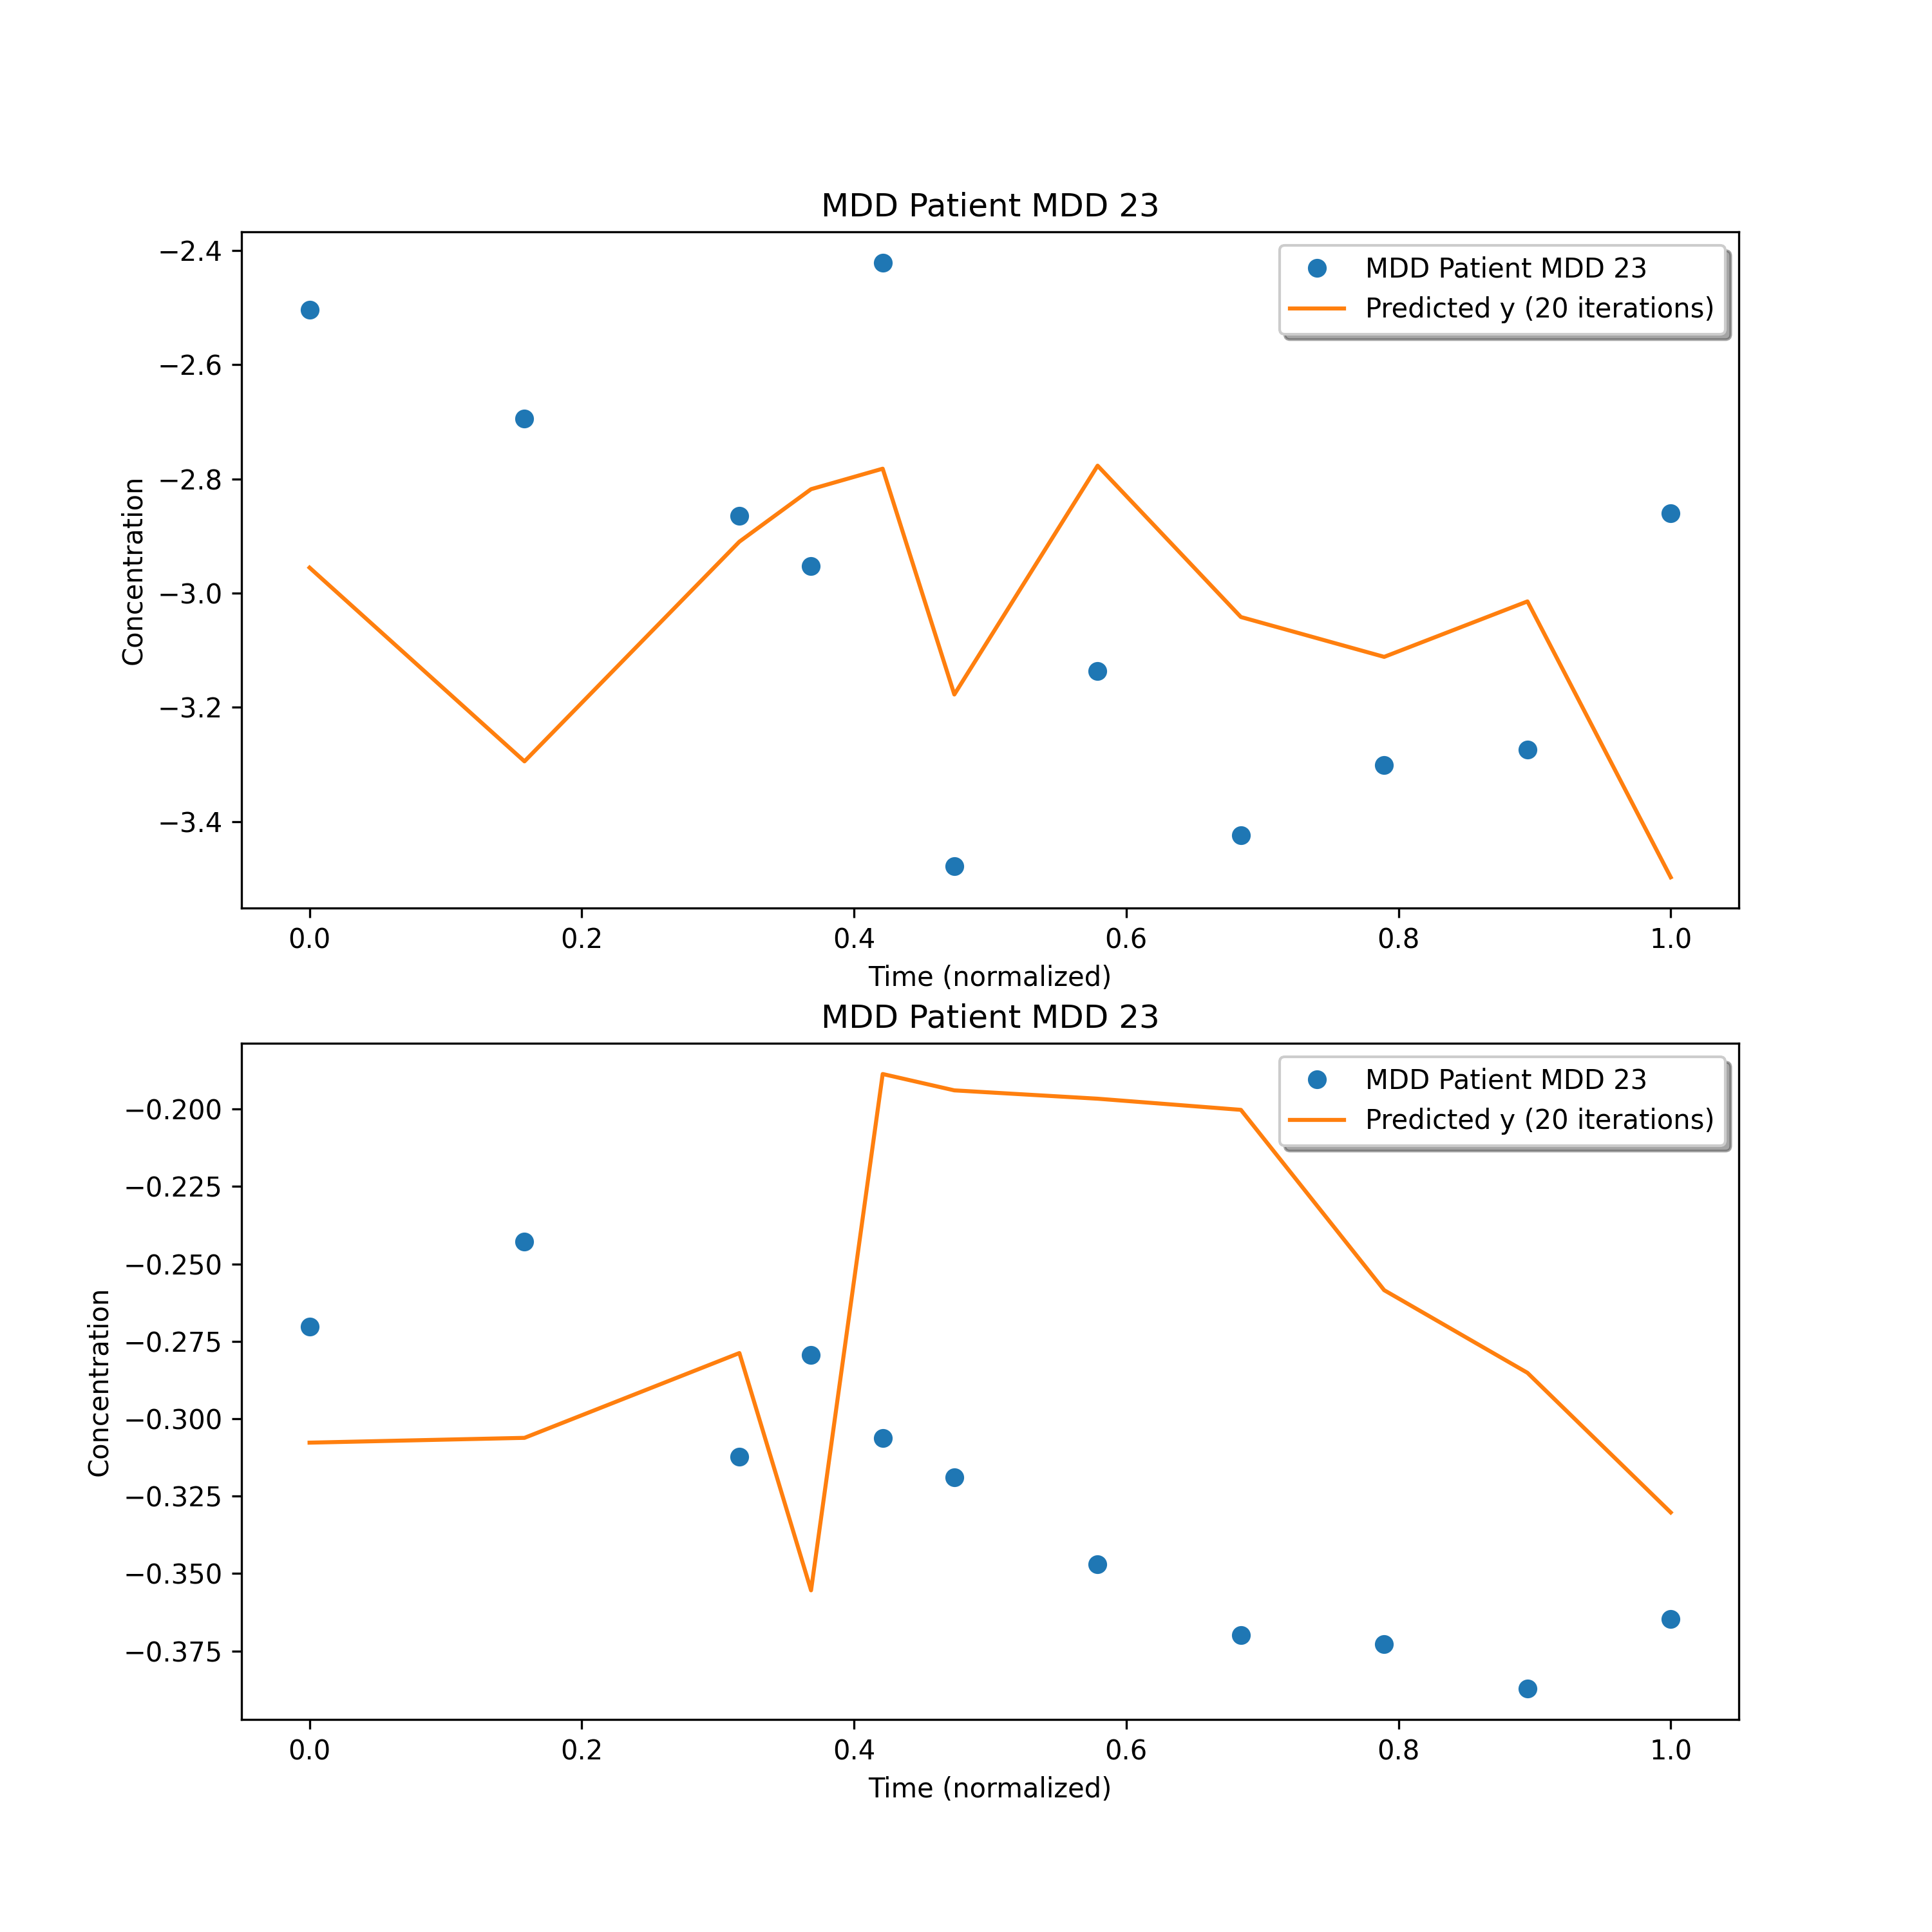 MDD Patient MDD 23
MDD Patient MDD 23
Predicted y (20 iterations)
−2.4
−2.6
−2.8
−3.0
−3.2
−3.4
Concentration
0.0 0.2 0.4 0.6 0.8 1.0
Time (normalized)
MDD Patient MDD 23
MDD Patient MDD 23
Predicted y (20 iterations)
−0.200
−0.225
−0.250
−0.275
−0.300
−0.325
−0.350
−0.375
Concentration
0.0 0.2 0.4 0.6 0.8 1.0
Time (normalized)